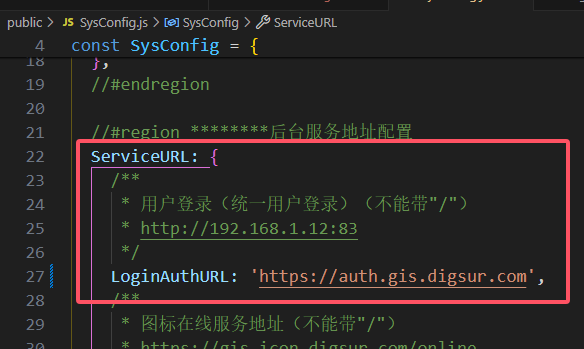 public > JS SysConfig.js > SysConfig > ServiceURL
4 const SysConfig = {
18 },
19 //#endregion
20
21 //#region ********后台服务地址配置
22 ServiceURL: {
23 /**
24 * 用户登录（统一用户登录）（不能带"/"）
25 * http://192.168.1.12:83
26 */
27 LoginAuthURL: 'https://auth.gis.digsur.com',
28 /**
29 * 图标在线服务地址（不能带"/"）
30 * https://gis.icon.digsur.com/online